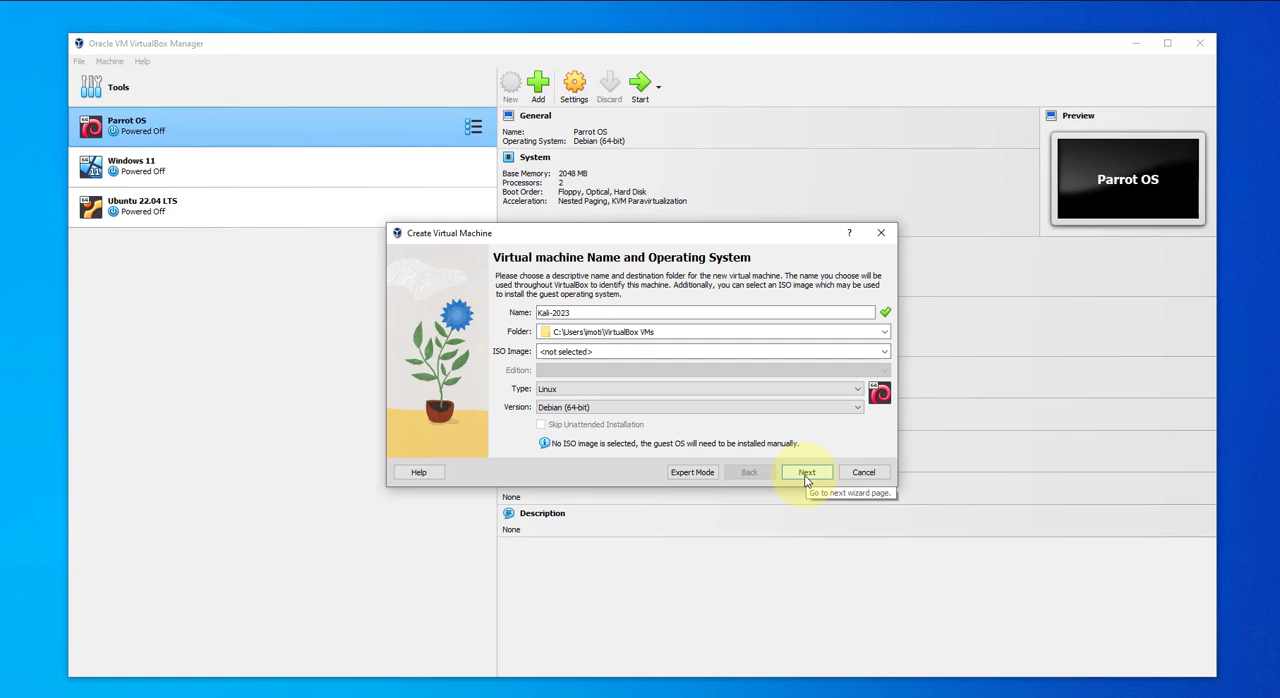 Oracle VM VirtualBox Manager
File Machine Help
Tools
New Add Settings Discard Start
Parrot OS
Powered Off
Windows 11
Powered Off
Ubuntu 22.04 LTS
Powered Off
General
Name: Parrot OS
Operating System: Debian (64-bit)
System
Base Memory: 2048 MB
Processors: 2
Boot Order: Floppy, Optical, Hard Disk
Acceleration: Nested Paging, KVM Paravirtualization
Preview
Parrot OS
Create Virtual Machine
?
Virtual machine Name and Operating System
Please choose a descriptive name and destination folder for the new virtual machine. The name you choose will be
used throughout VirtualBox to identify this machine. Additionally, you can select an ISO image which may be used
to install the guest operating system.
Name: Kali-2023
Folder: C:\Users\imoti\VirtualBox VMs
ISO Image: <not selected>
Edition:
Type: Linux
Version: Debian (64-bit)
64
Skip Unattended Installation
No ISO image is selected, the guest OS will need to be installed manually.
Help Expert Mode Back Next Cancel
Go to next wizard page.
None
Description
None